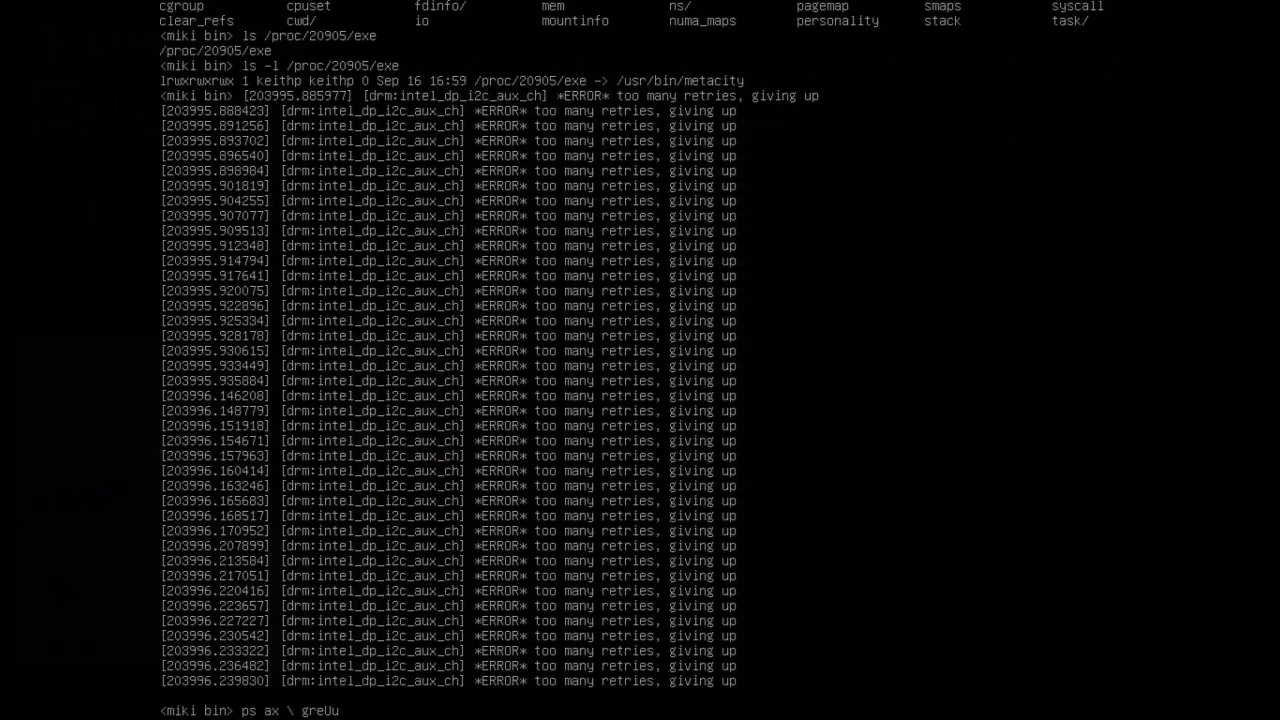 cgroup cpuset fdinfo/ mem ns/ pagemap smaps syscall
clear_refs cwd/ io mountinfo numa_maps personality stack task/
<miki bin> ls /proc/20905/exe
/proc/20905/exe
<miki bin> ls -l /proc/20905/exe
lrwxrwxrwx 1 keithp keithp 0 Sep 16 16:59 /proc/20905/exe -> /usr/bin/metacity
<miki bin> [203995.885977] [drm:intel_dp_i2c_aux_ch] *ERROR* too many retries, giving up
[203995.888423] [drm:intel_dp_i2c_aux_ch] *ERROR* too many retries, giving up
[203995.891256] [drm:intel_dp_i2c_aux_ch] *ERROR* too many retries, giving up
[203995.893702] [drm:intel_dp_i2c_aux_ch] *ERROR* too many retries, giving up
[203995.896540] [drm:intel_dp_i2c_aux_ch] *ERROR* too many retries, giving up
[203995.898984] [drm:intel_dp_i2c_aux_ch] *ERROR* too many retries, giving up
[203995.901819] [drm:intel_dp_i2c_aux_ch] *ERROR* too many retries, giving up
[203995.904255] [drm:intel_dp_i2c_aux_ch] *ERROR* too many retries, giving up
[203995.907077] [drm:intel_dp_i2c_aux_ch] *ERROR* too many retries, giving up
[203995.909513] [drm:intel_dp_i2c_aux_ch] *ERROR* too many retries, giving up
[203995.912348] [drm:intel_dp_i2c_aux_ch] *ERROR* too many retries, giving up
[203995.914794] [drm:intel_dp_i2c_aux_ch] *ERROR* too many retries, giving up
[203995.917641] [drm:intel_dp_i2c_aux_ch] *ERROR* too many retries, giving up
[203995.920075] [drm:intel_dp_i2c_aux_ch] *ERROR* too many retries, giving up
[203995.922896] [drm:intel_dp_i2c_aux_ch] *ERROR* too many retries, giving up
[203995.925334] [drm:intel_dp_i2c_aux_ch] *ERROR* too many retries, giving up
[203995.928178] [drm:intel_dp_i2c_aux_ch] *ERROR* too many retries, giving up
[203995.930615] [drm:intel_dp_i2c_aux_ch] *ERROR* too many retries, giving up
[203995.933449] [drm:intel_dp_i2c_aux_ch] *ERROR* too many retries, giving up
[203995.935884] [drm:intel_dp_i2c_aux_ch] *ERROR* too many retries, giving up
[203996.146208] [drm:intel_dp_i2c_aux_ch] *ERROR* too many retries, giving up
[203996.148779] [drm:intel_dp_i2c_aux_ch] *ERROR* too many retries, giving up
[203996.151918] [drm:intel_dp_i2c_aux_ch] *ERROR* too many retries, giving up
[203996.154671] [drm:intel_dp_i2c_aux_ch] *ERROR* too many retries, giving up
[203996.157963] [drm:intel_dp_i2c_aux_ch] *ERROR* too many retries, giving up
[203996.160414] [drm:intel_dp_i2c_aux_ch] *ERROR* too many retries, giving up
[203996.163246] [drm:intel_dp_i2c_aux_ch] *ERROR* too many retries, giving up
[203996.165683] [drm:intel_dp_i2c_aux_ch] *ERROR* too many retries, giving up
[203996.168517] [drm:intel_dp_i2c_aux_ch] *ERROR* too many retries, giving up
[203996.170952] [drm:intel_dp_i2c_aux_ch] *ERROR* too many retries, giving up
[203996.207899] [drm:intel_dp_i2c_aux_ch] *ERROR* too many retries, giving up
[203996.213584] [drm:intel_dp_i2c_aux_ch] *ERROR* too many retries, giving up
[203996.217051] [drm:intel_dp_i2c_aux_ch] *ERROR* too many retries, giving up
[203996.220416] [drm:intel_dp_i2c_aux_ch] *ERROR* too many retries, giving up
[203996.223657] [drm:intel_dp_i2c_aux_ch] *ERROR* too many retries, giving up
[203996.227227] [drm:intel_dp_i2c_aux_ch] *ERROR* too many retries, giving up
[203996.230542] [drm:intel_dp_i2c_aux_ch] *ERROR* too many retries, giving up
[203996.233322] [drm:intel_dp_i2c_aux_ch] *ERROR* too many retries, giving up
[203996.236482] [drm:intel_dp_i2c_aux_ch] *ERROR* too many retries, giving up
[203996.239830] [drm:intel_dp_i2c_aux_ch] *ERROR* too many retries, giving up
<miki bin> ps ax \ greUu